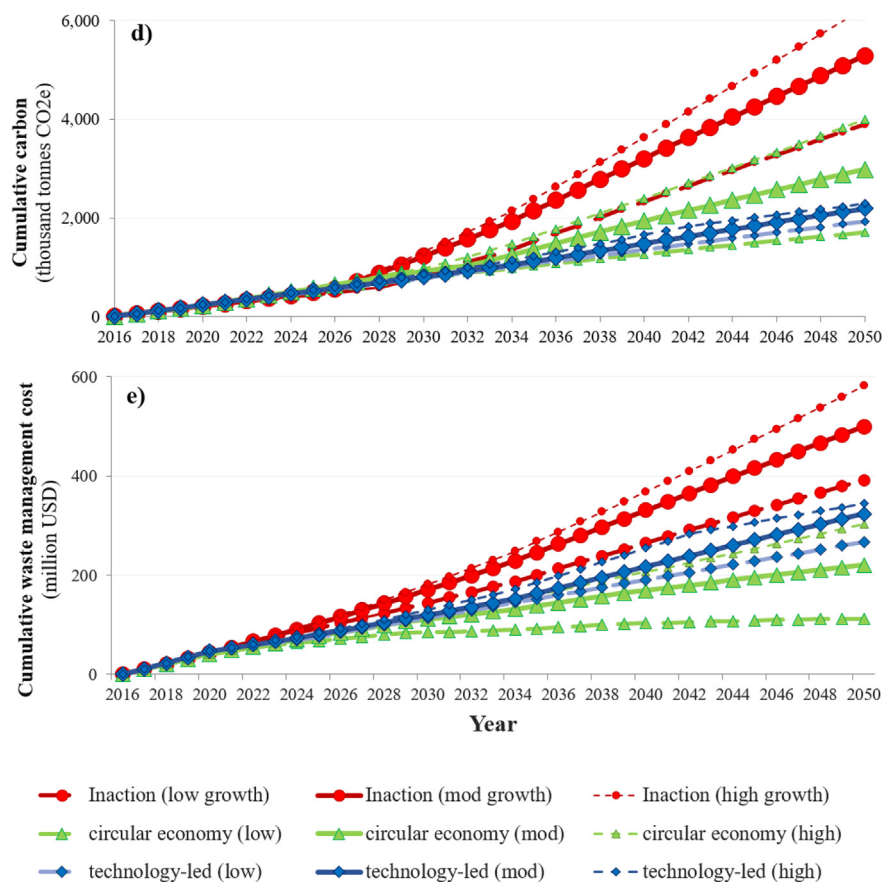 d)
6,000
4,000
2,000
0
Cumulative carbon
(thousand tonnes CO2e)
2016 2018 2020 2022 2024 2026 2028 2030 2032 2034 2036 2038 2040 2042 2044 2046 2048 2050
e)
600
400
200
0
Cumulative waste management cost
(million USD)
2016 2018 2020 2022 2024 2026 2028 2030 2032 2034 2036 2038 2040 2042 2044 2046 2048 2050
Year
Inaction (low growth) Inaction (mod growth) Inaction (high growth)
circular economy (low) circular economy (mod) circular economy (high)
technology-led (low) technology-led (mod) technology-led (high)